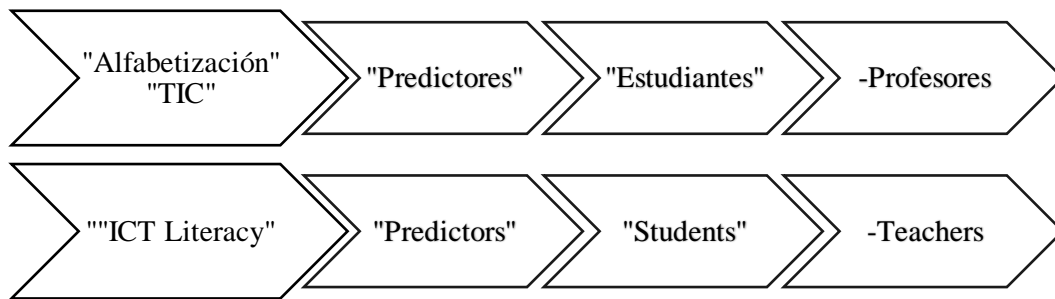 "Alfabetización"
"TIC"
"Predictores"
"Estudiantes"
-Profesores
""ICT Literacy"
"Predictors"
"Students"
-Teachers